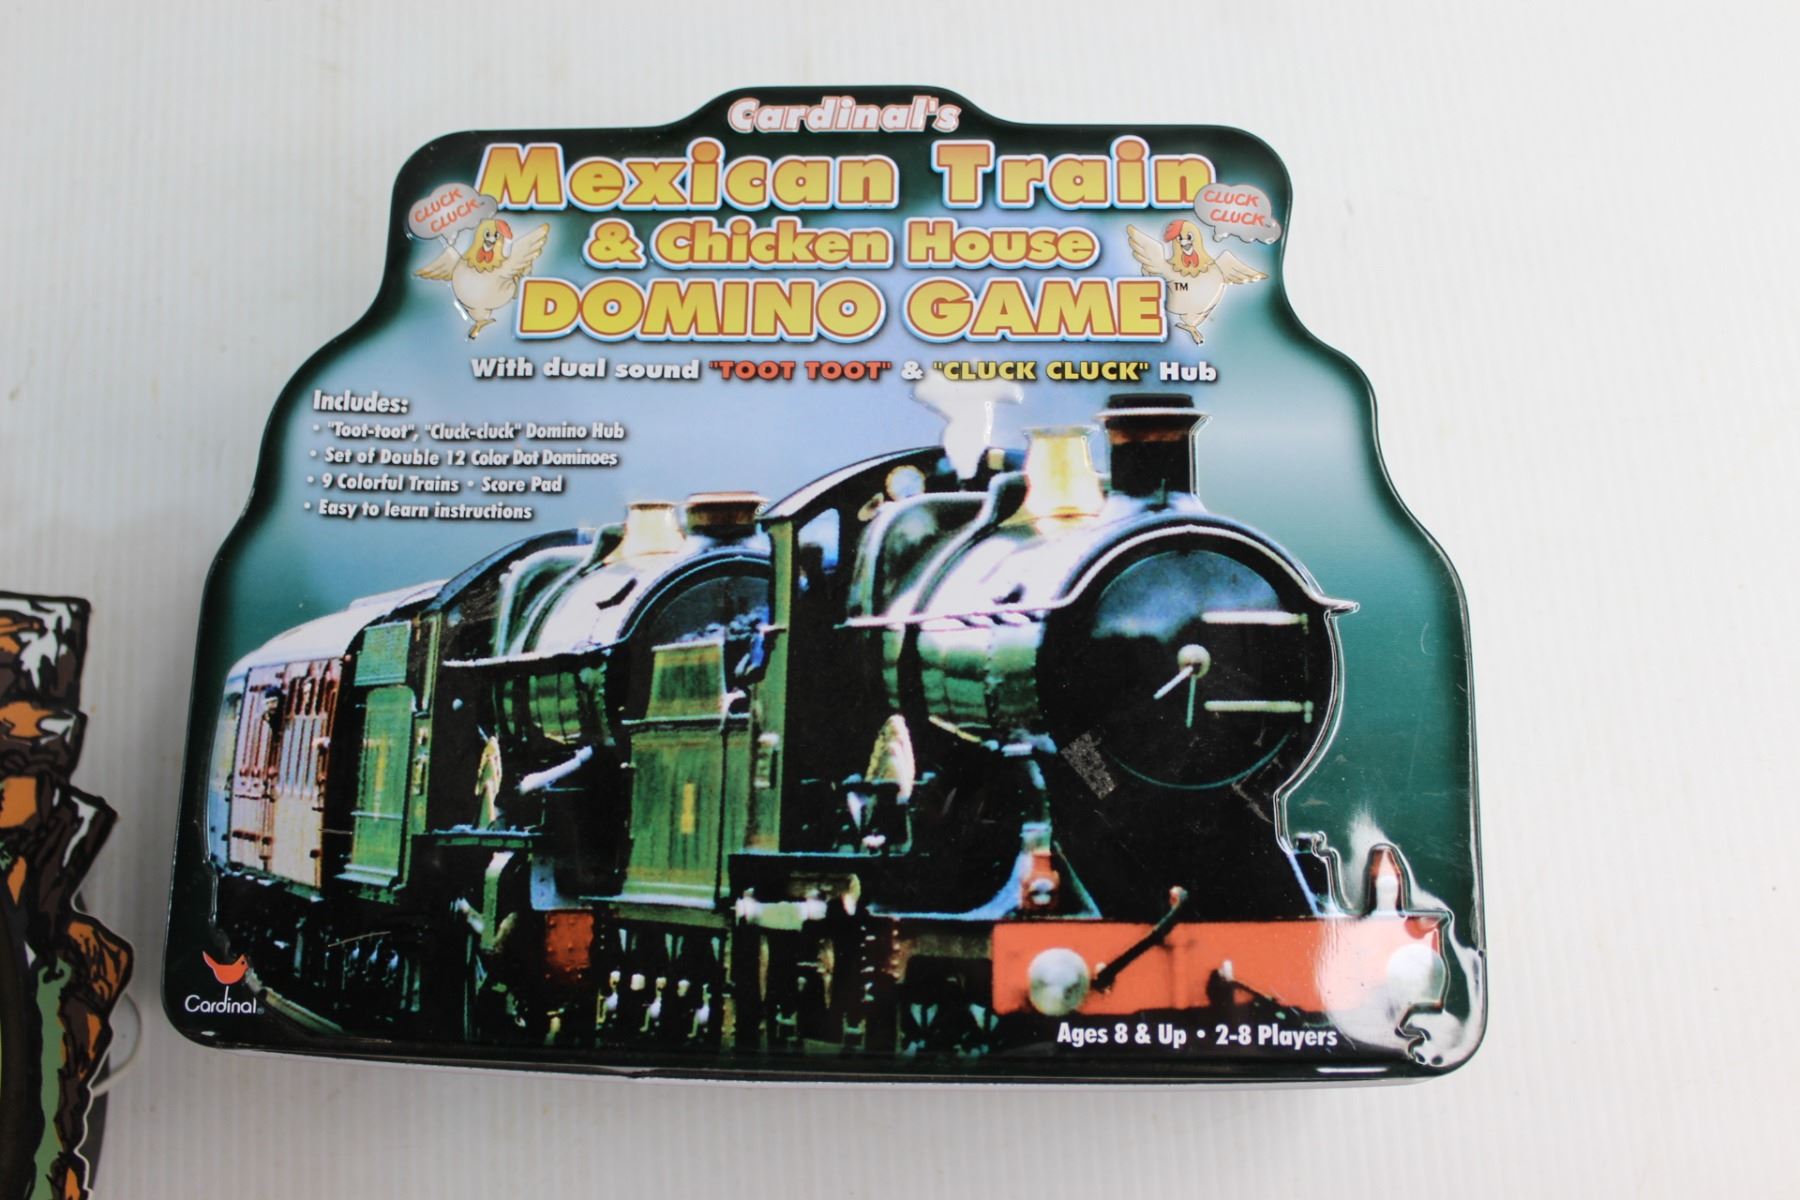 Cardinal's
Mexican Train
CLUCK CLUCK
CLUCK CLUCK
& Chicken House
DOMINO GAME™
With dual sound "TOOT TOOT" & "CLUCK CLUCK" Hub
Includes:
• "Toot-toot", "Cluck-cluck" Domino Hub
• Set of Double 12 Color Dot Dominoes
• 9 Colorful Trains • Score Pad
• Easy to learn instructions
Cardinal®
Ages 8 & Up • 2-8 Players